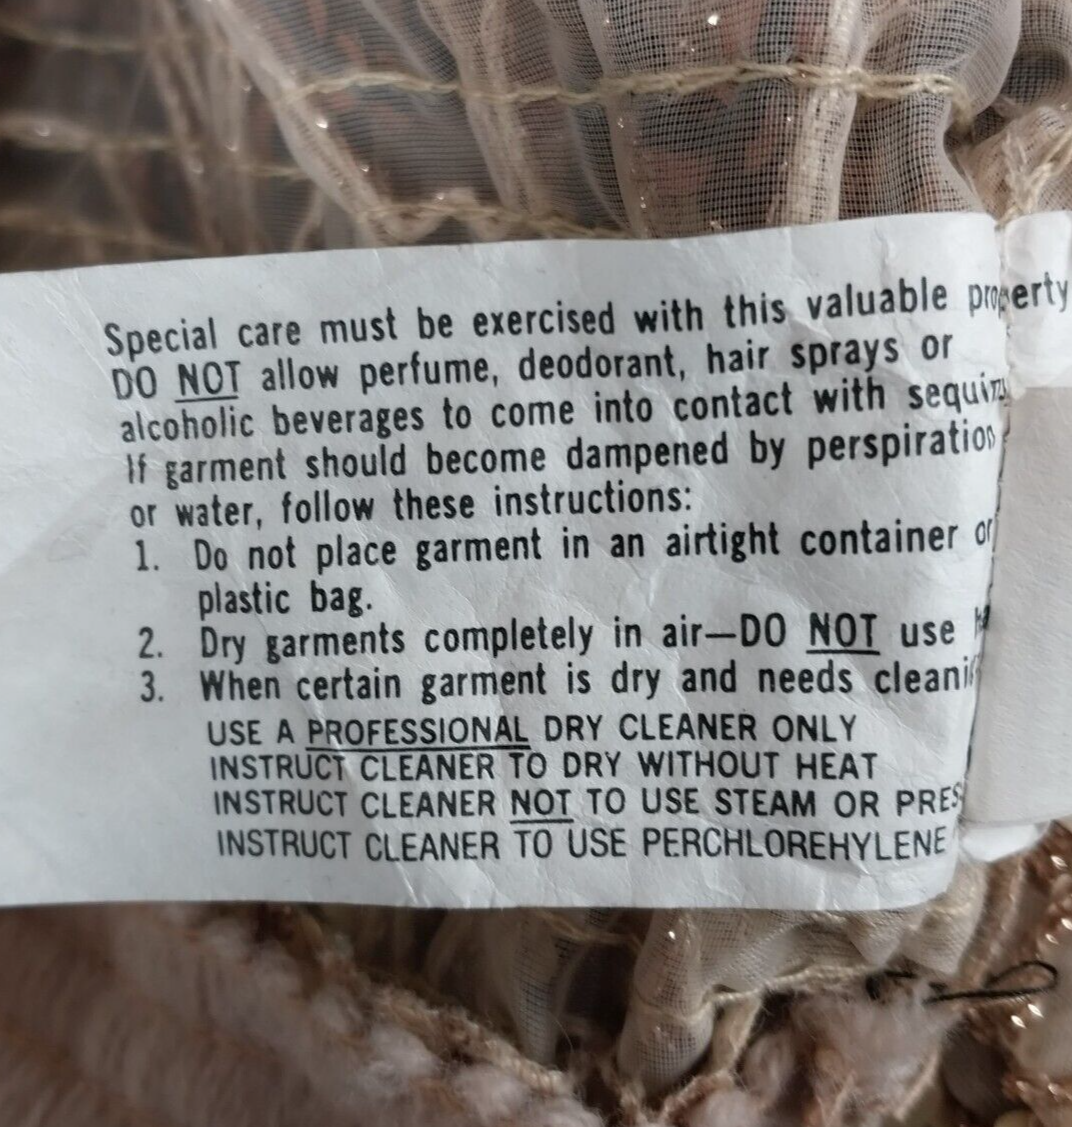 Special care must be exercised with this valuable property
DO NOT allow perfume, deodorant, hair sprays or
alcoholic beverages to come into contact with sequins
If garment should become dampened by perspiration
or water, follow these instructions:
1. Do not place garment in an airtight container or
plastic bag.
2. Dry garments completely in air—DO NOT use
3. When certain garment is dry and needs
USE A PROFESSIONAL DRY CLEANER ONLY
INSTRUCT CLEANER TO DRY WITHOUT HEAT
INSTRUCT CLEANER NOT TO USE STEAM OR
INSTRUCT CLEANER TO USE PERCHLOREHYLENE